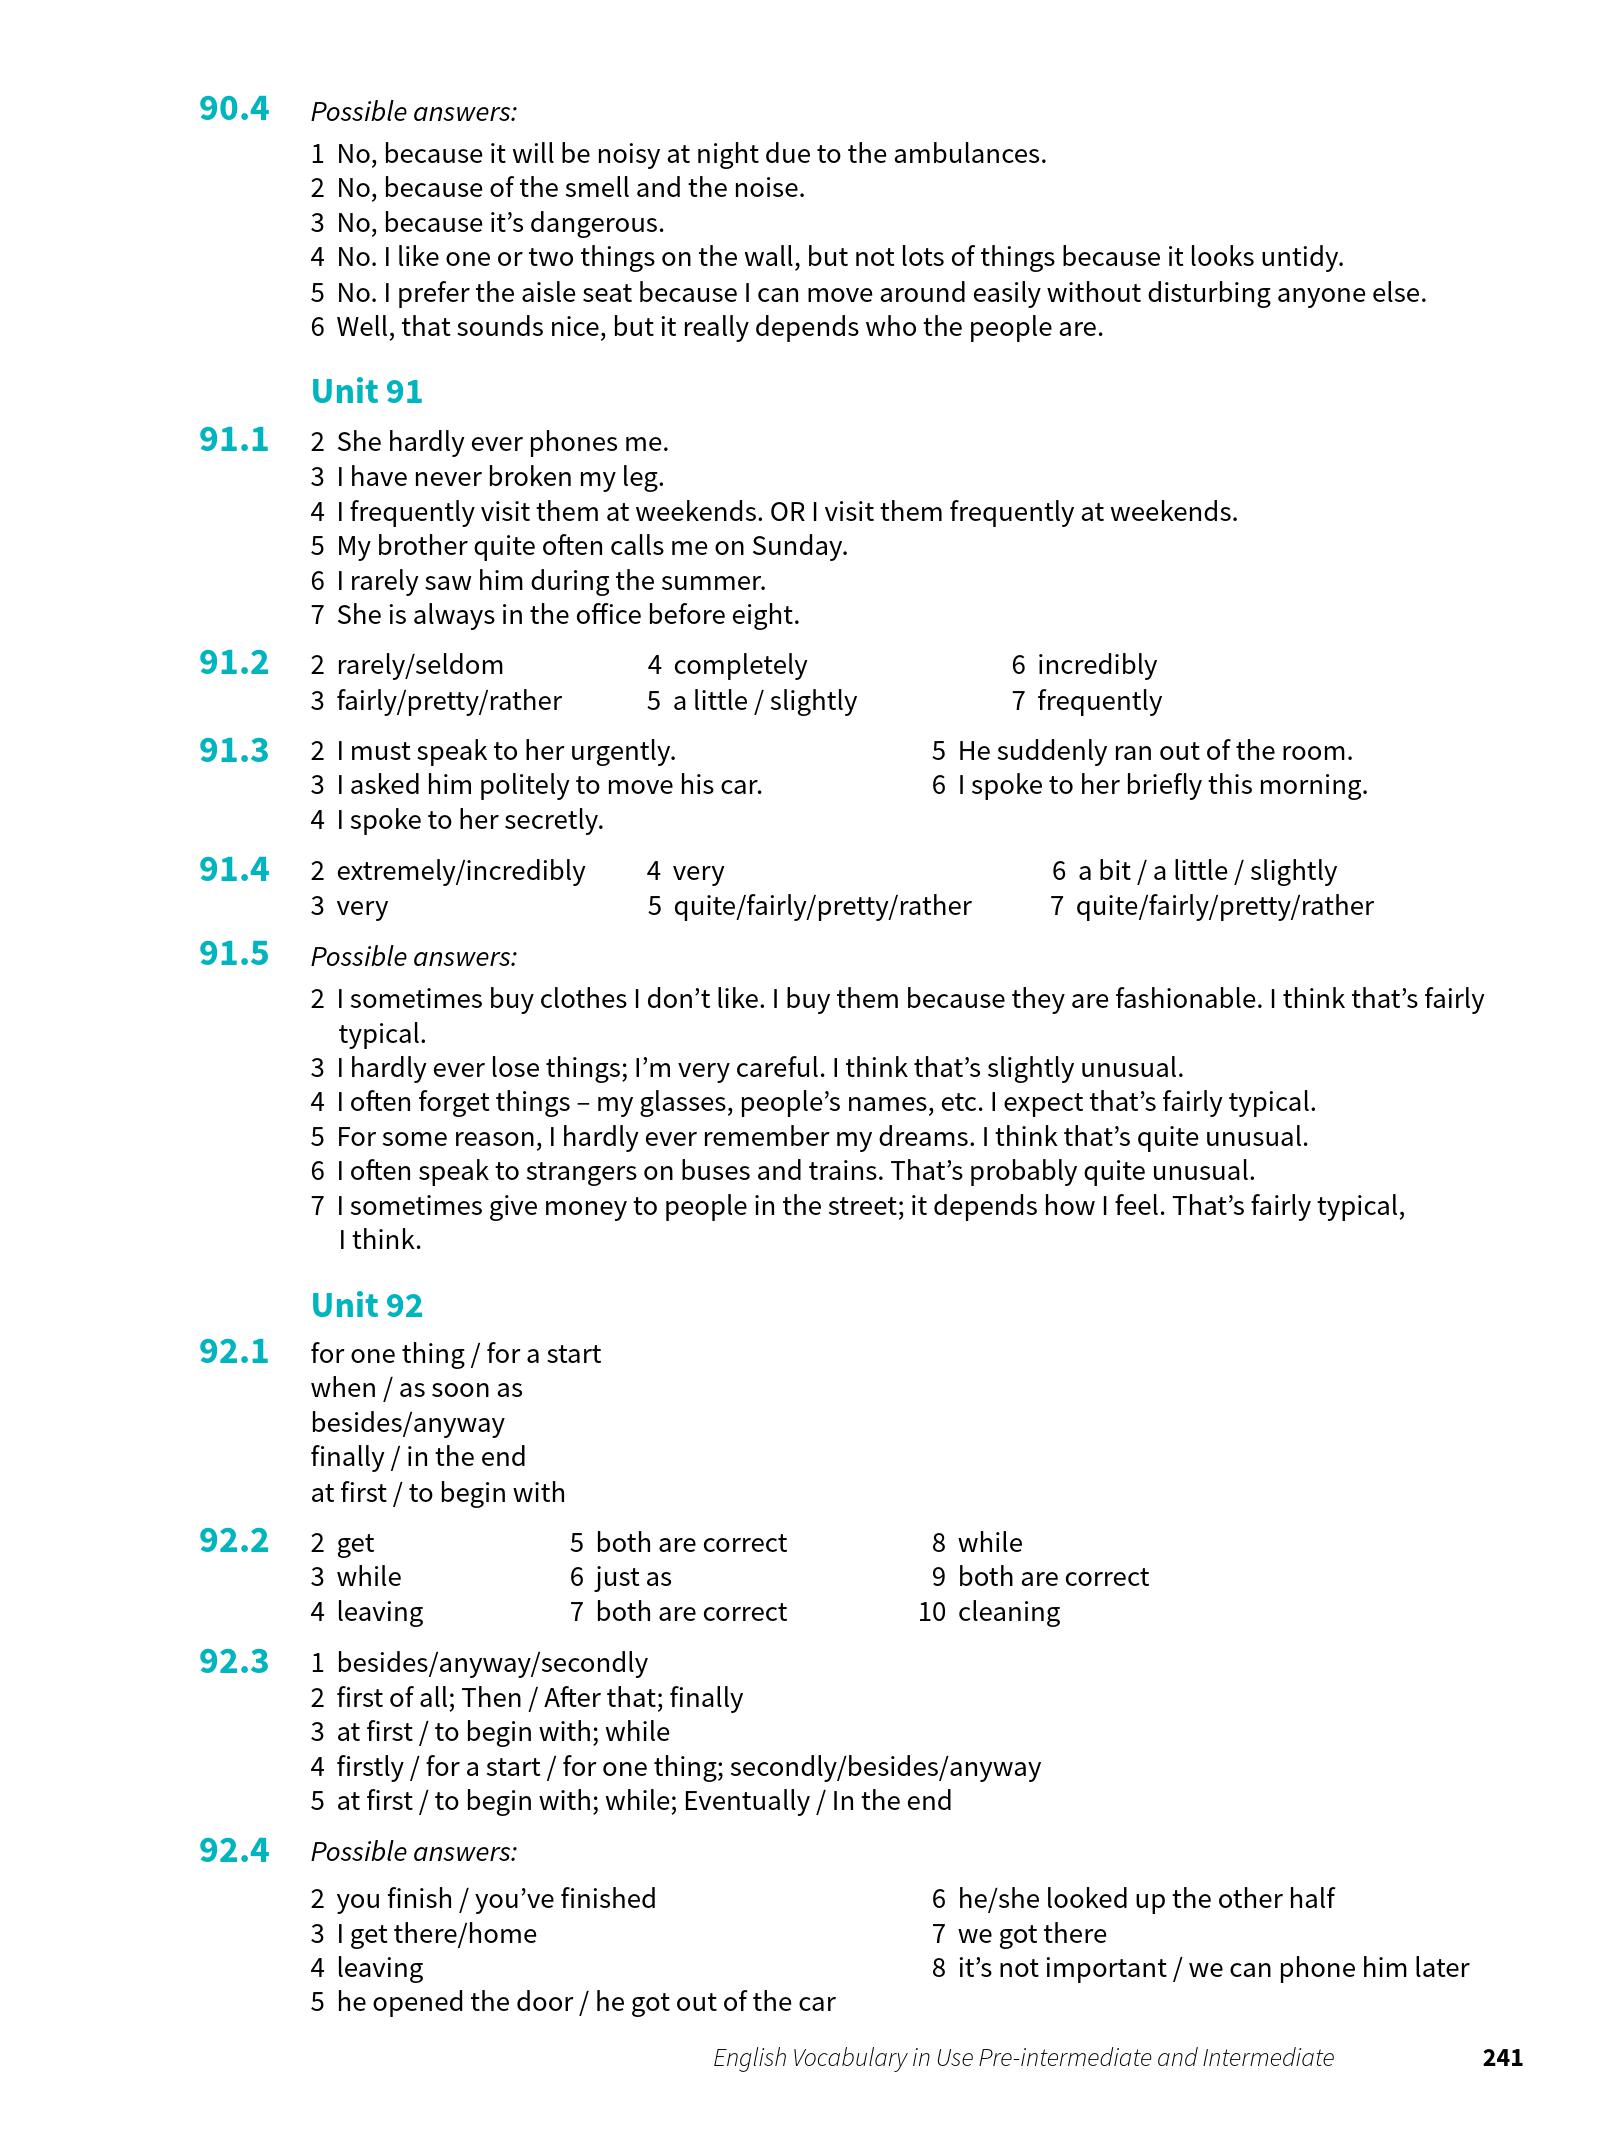 90.4 Possible answers:
1 No, because it will be noisy at night due to the ambulances.
2 No, because of the smell and the noise.
3 No, because it’s dangerous.
4 No. I like one or two things on the wall, but not lots of things because it looks untidy.
5 No. I prefer the aisle seat because I can move around easily without disturbing anyone else.
6 Well, that sounds nice, but it really depends who the people are.
Unit 91
91.1 2 She hardly ever phones me.
3 I have never broken my leg.
4 I frequently visit them at weekends. OR I visit them frequently at weekends.
5 My brother quite often calls me on Sunday.
6 I rarely saw him during the summer.
7 She is always in the office before eight.
91.2 2 rarely/seldom 4 completely 6 incredibly
3 fairly/pretty/rather 5 a little / slightly 7 frequently
91.3 2 I must speak to her urgently. 5 He suddenly ran out of the room.
3 I asked him politely to move his car. 6 I spoke to her briefly this morning.
4 I spoke to her secretly.
91.4 2 extremely/incredibly 4 very 6 a bit / a little / slightly
3 very 5 quite/fairly/pretty/rather 7 quite/fairly/pretty/rather
91.5 Possible answers:
2 I sometimes buy clothes I don’t like. I buy them because they are fashionable. I think that’s fairly
typical.
3 I hardly ever lose things; I’m very careful. I think that’s slightly unusual.
4 I often forget things – my glasses, people’s names, etc. I expect that’s fairly typical.
5 For some reason, I hardly ever remember my dreams. I think that’s quite unusual.
6 I often speak to strangers on buses and trains. That’s probably quite unusual.
7 I sometimes give money to people in the street; it depends how I feel. That’s fairly typical,
I think.
Unit 92
92.1 for one thing / for a start
when / as soon as
besides/anyway
finally / in the end
at first / to begin with
92.2 2 get 5 both are correct 8 while
3 while 6 just as 9 both are correct
4 leaving 7 both are correct 10 cleaning
92.3 1 besides/anyway/secondly
2 first of all; Then / After that; finally
3 at first / to begin with; while
4 firstly / for a start / for one thing; secondly/besides/anyway
5 at first / to begin with; while; Eventually / In the end
92.4 Possible answers:
2 you finish / you’ve finished 6 he/she looked up the other half
3 I get there/home 7 we got there
4 leaving 8 it’s not important / we can phone him later
5 he opened the door / he got out of the car
English Vocabulary in Use Pre-intermediate and Intermediate 241